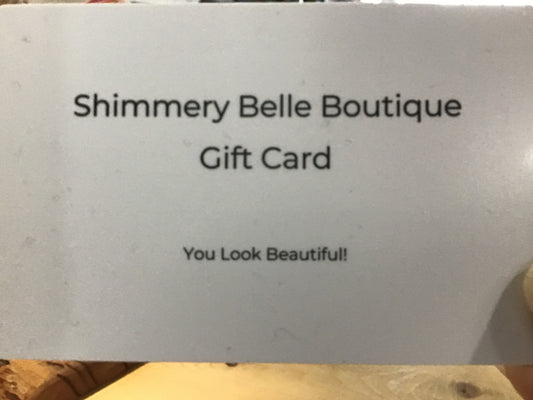 Shimmery Belle Boutique
Gift Card
You Look Beautiful!